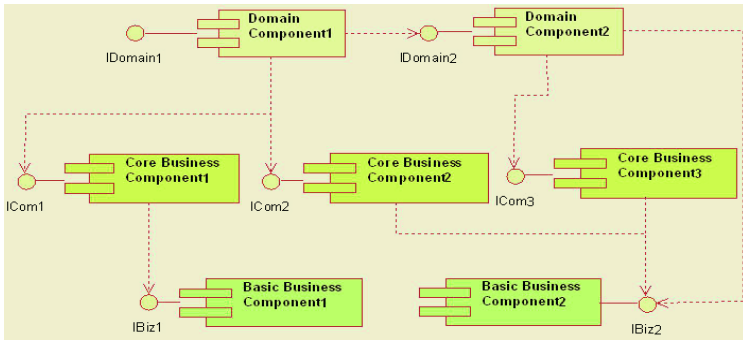 Domain
Component1
Domain
Component2
IDomain1
IDomain2
Core Business
Component1
Core Business
Component2
Core Business
Component3
ICom1
ICom2
ICom3
Basic Business
Component1
Basic Business
Component2
IBiz1
IBiz2